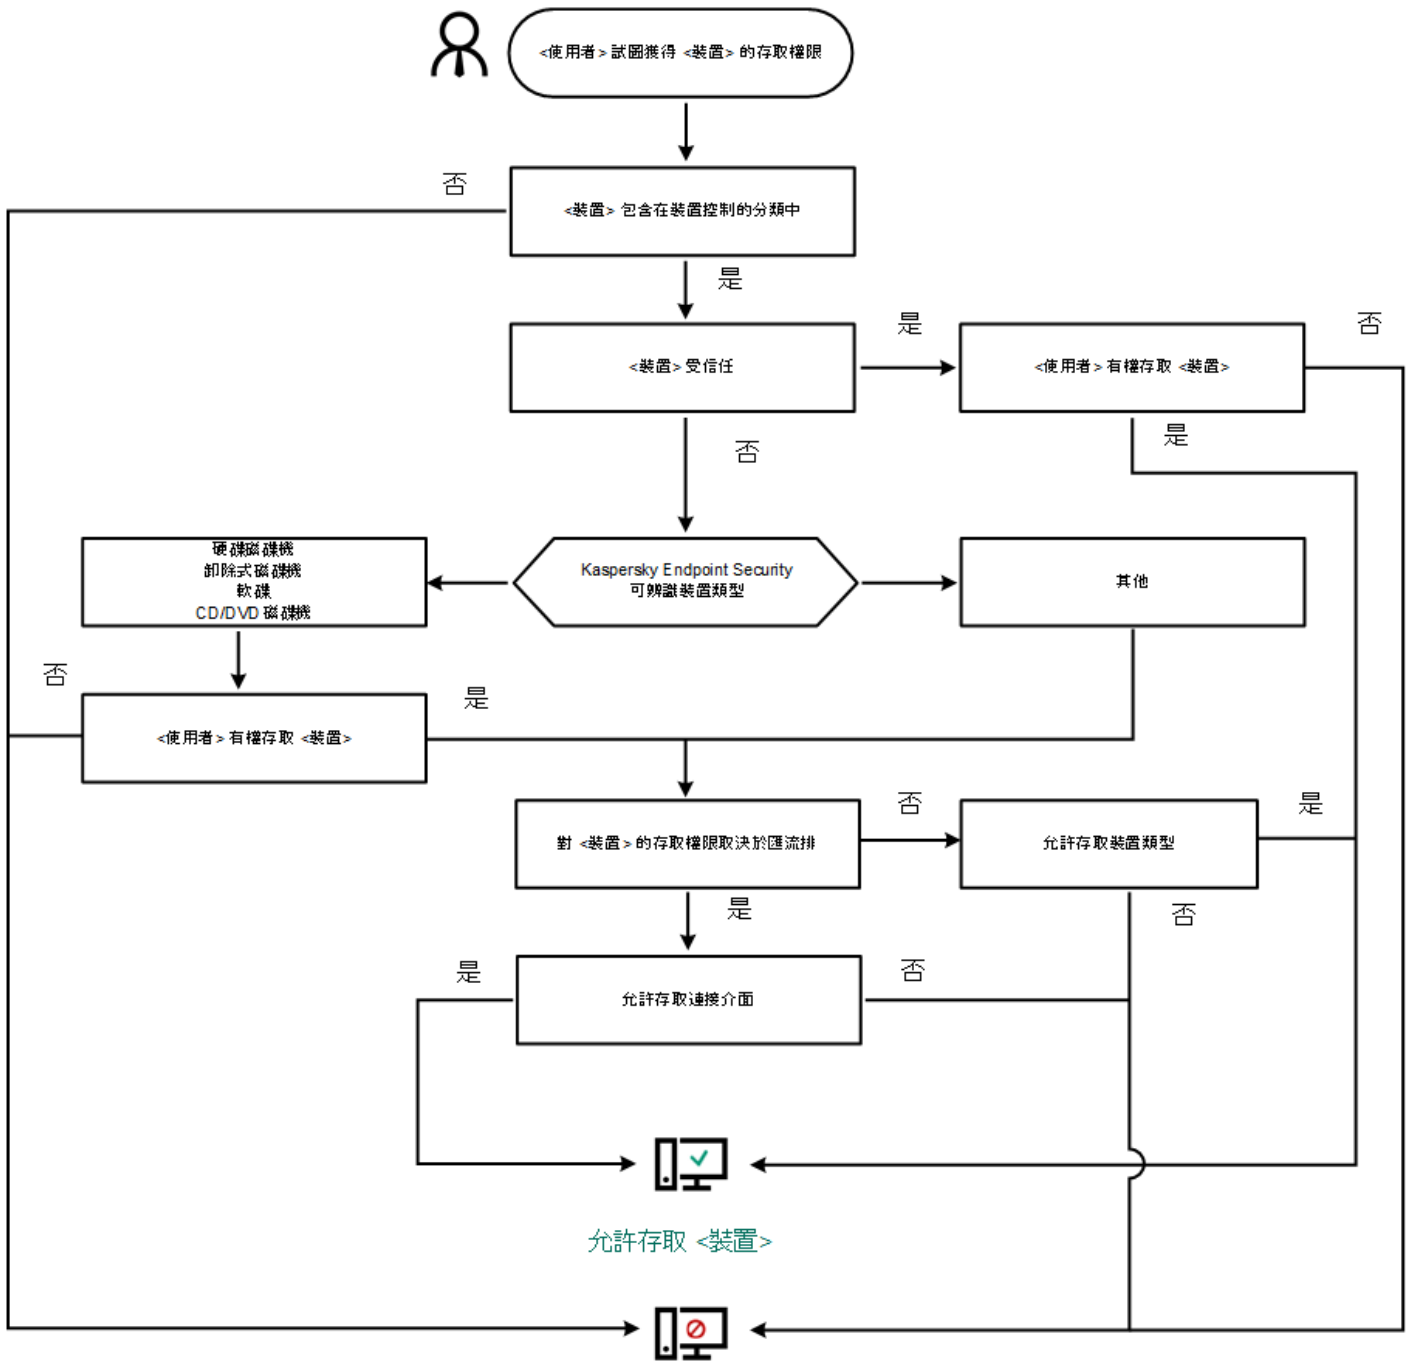 <使用者> 試圖獲得 <裝置> 的存取權限
否
<裝置> 包含在裝置控制的分類中
是
<裝置> 受信任
是
<使用者> 有權存取 <裝置>
否
否
是
硬碟磁碟機
卸除式磁碟機
軟碟
CD/DVD 磁碟機
Kaspersky Endpoint Security
可辨識裝置類型
其他
否
<使用者> 有權存取 <裝置>
是
對 <裝置> 的存取權限取決於匯流排
否
允許存取裝置類型
是
是
否
是
允許存取連接介面
否
允許存取 <裝置>